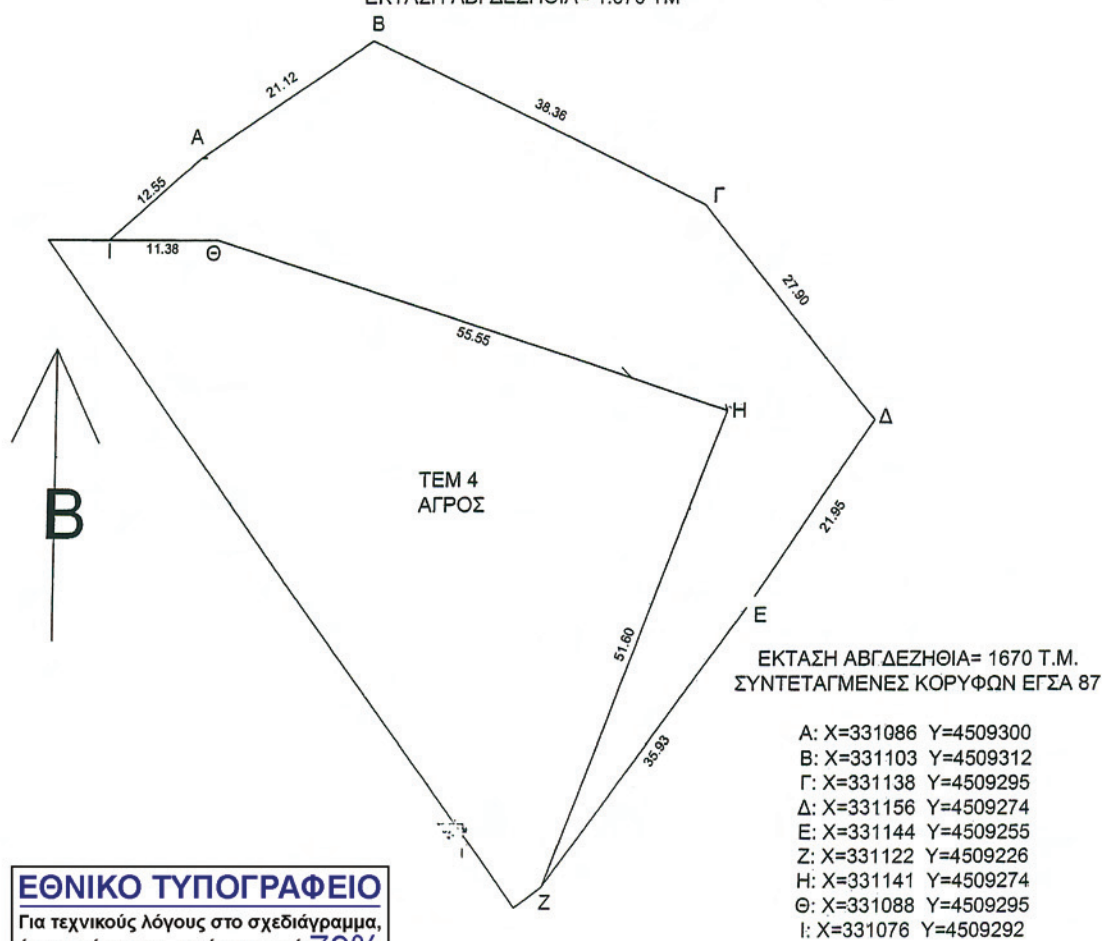 Β
21.12
38.36
Α
12.55
Γ
Ι
11.38
Θ
27.90
55.55
Η
Δ
ΤΕΜ 4
ΑΓΡΟΣ
Β
21.95
Ε
51.60
ΕΚΤΑΣΗ ΑΒΓΔΕΖΗΘΙΑ= 1670 Τ.Μ.
ΣΥΝΤΕΤΑΓΜΕΝΕΣ ΚΟΡΥΦΩΝ ΕΓΣΑ 87
35.93
Α: Χ=331086 Υ=4509300
Β: Χ=331103 Υ=4509312
Γ: Χ=331138 Υ=4509295
Δ: Χ=331156 Υ=4509274
Ε: Χ=331144 Υ=4509255
Ζ: Χ=331122 Υ=4509226
Η: Χ=331141 Υ=4509274
Θ: Χ=331088 Υ=4509295
Ι: Χ=331076 Υ=4509292
Ζ
ΕΘΝΙΚΟ ΤΥΠΟΓΡΑΦΕΙΟ
Για τεχνικούς λόγους στο σχεδιάγραμμα,